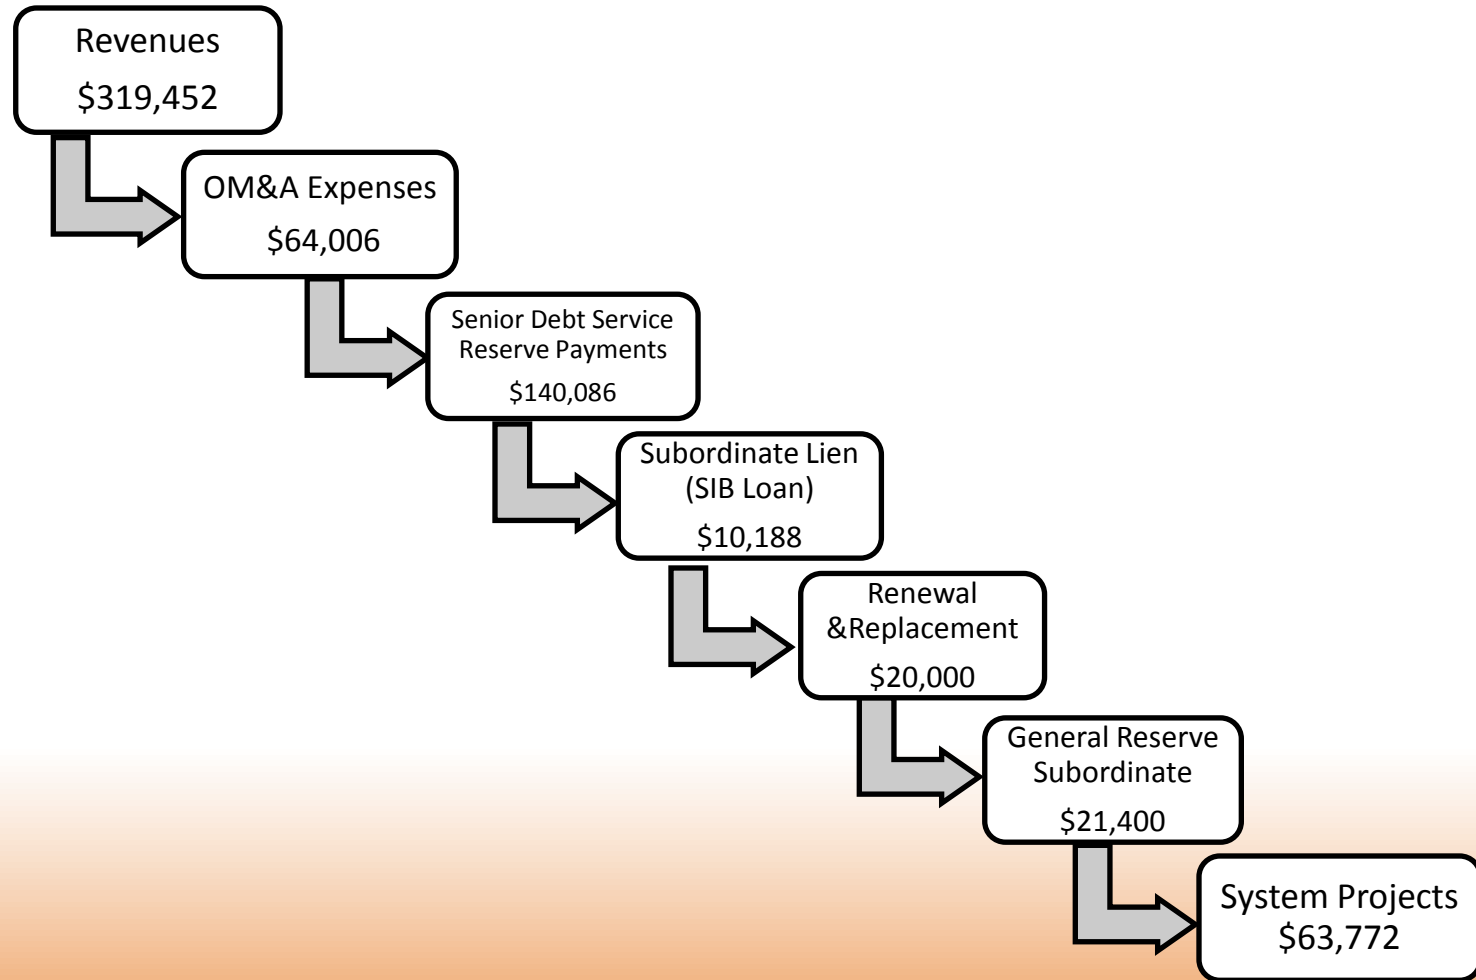 Revenues
$319,452
OM&A Expenses
$64,006
Senior Debt Service
Reserve Payments
$140,086
Subordinate Lien
(SIB Loan)
$10,188
Renewal
&Replacement
$20,000
General Reserve
Subordinate
$21,400
System Projects
$63,772